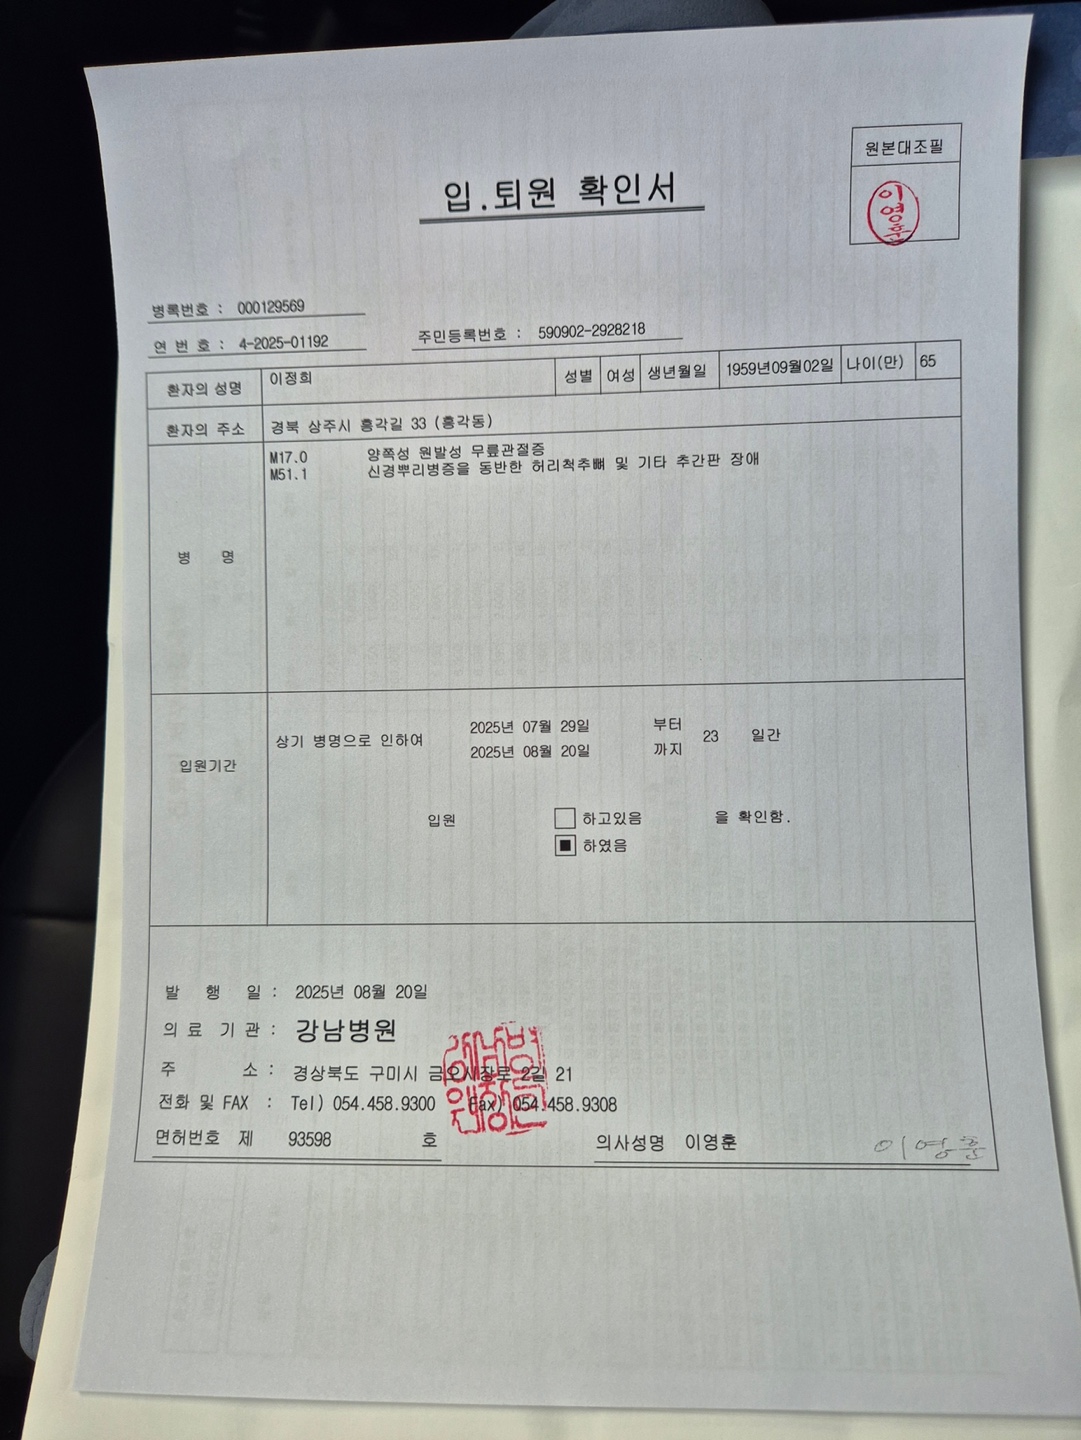 원본대조필
이영훈
입.퇴원 확인서
병록번호 : 000129569
연 번 호 : 4-2025-01192
주민등록번호 : 590902-2928218
환자의 성명 이정희 성별 여성 생년월일 1959년09월02일 나이(만) 65
환자의 주소 경북 상주시 흥각길 33 (흥각동)
병 명
M17.0 양쪽성 원발성 무릎관절증
M51.1 신경뿌리병증을 동반한 허리척추뼈 및 기타 추간판 장애
입원기간
상기 병명으로 인하여
2025년 07월 29일 부터
2025년 08월 20일 까지
23 일간
입원
하고있음
하였음
을 확인함.
발 행 일 : 2025년 08월 20일
의료 기관 : 강남병원
주 소 : 경상북도 구미시 금오시장로 2길 21
전화 및 FAX : Tel) 054.458.9300 Fax) 054.458.9308
면허번호 제 93598 호
의사성명 이영훈
이영훈